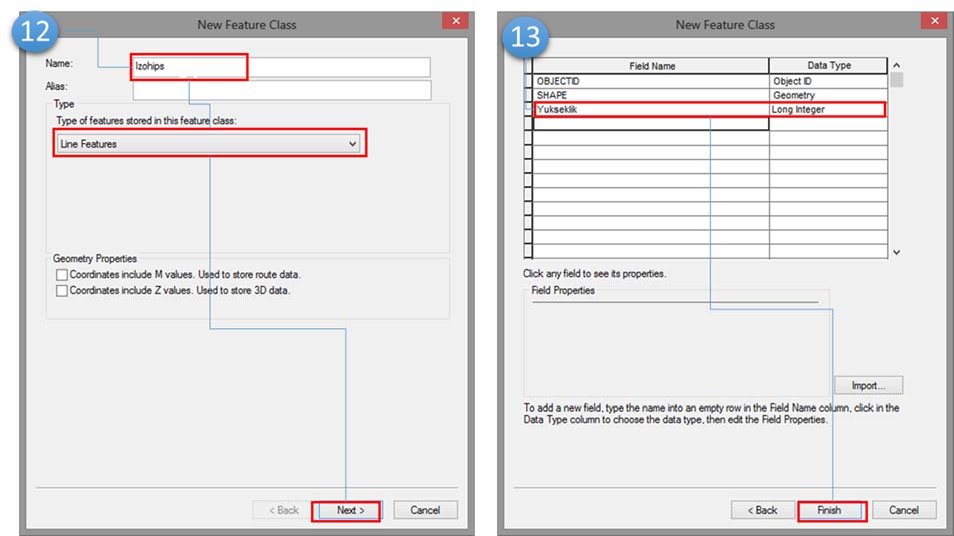 12
New Feature Class
Name:
Izohips
Alias:
Type
Type of features stored in this feature class:
Line Features
Geometry Properties
Coordinates include M values. Used to store route data.
Coordinates include Z values. Used to store 3D data.
< Back
Next >
Cancel
13
New Feature Class
Field Name Data Type
OBJECTID Object ID
SHAPE Geometry
Yukseklik Long Integer
Click any field to see its properties.
Field Properties
Import...
To add a new field, type the name into an empty row in the Field Name column, click in the
Data Type column to choose the data type, then edit the Field Properties.
< Back
Finish
Cancel